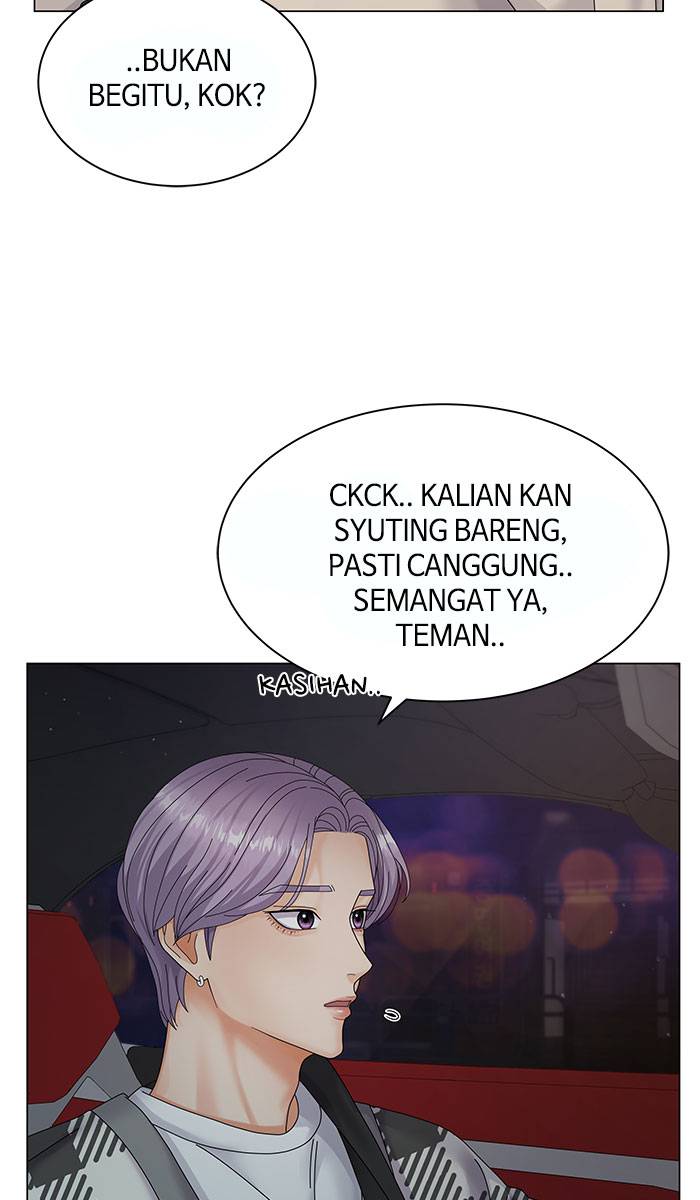 ..BUKAN
BEGITU, KOK?
CKCK.. KALIAN KAN
SYUTING BARENG,
PASTI CANGGUNG..
SEMANGAT YA,
TEMAN..
KASIHAN..